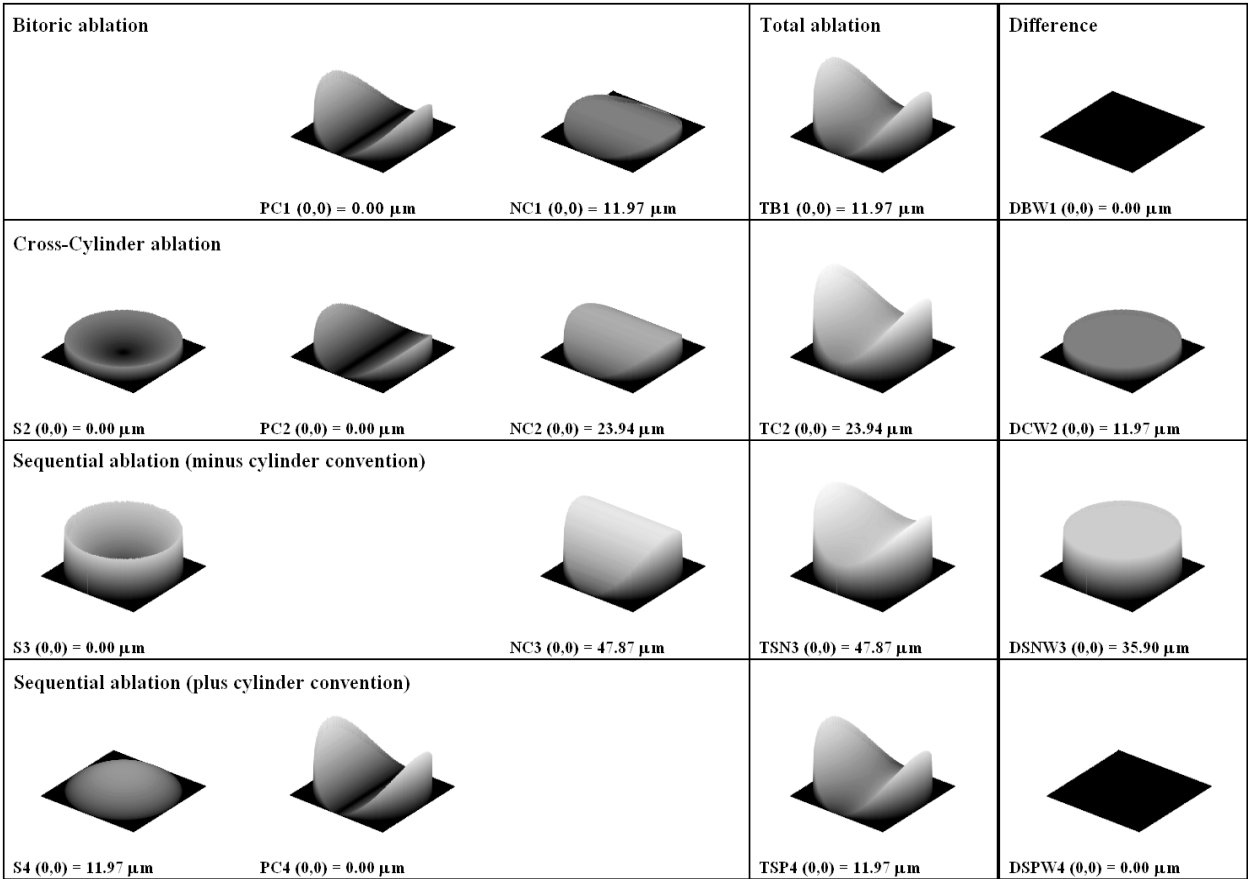 Bitoric ablation
Total ablation
Difference
PC1 (0,0) = 0.00 μm
NC1 (0,0) = 11.97 μm
TB1 (0,0) = 11.97 μm
DBW1 (0,0) = 0.00 μm
Cross-Cylinder ablation
S2 (0,0) = 0.00 μm
PC2 (0,0) = 0.00 μm
NC2 (0,0) = 23.94 μm
TC2 (0,0) = 23.94 μm
DCW2 (0,0) = 11.97 μm
Sequential ablation (minus cylinder convention)
S3 (0,0) = 0.00 μm
NC3 (0,0) = 47.87 μm
TSN3 (0,0) = 47.87 μm
DSNW3 (0,0) = 35.90 μm
Sequential ablation (plus cylinder convention)
S4 (0,0) = 11.97 μm
PC4 (0,0) = 0.00 μm
TSP4 (0,0) = 11.97 μm
DSPW4 (0,0) = 0.00 μm